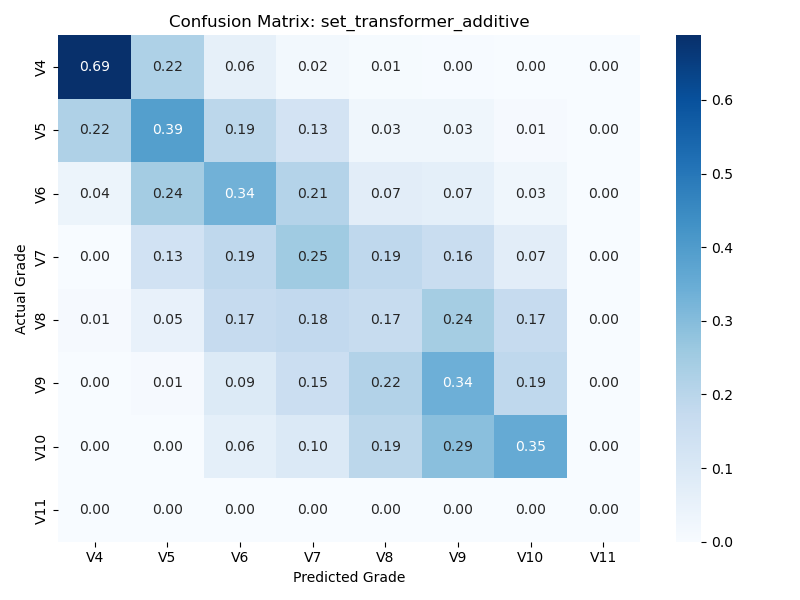 Confusion Matrix: set_transformer_additive
V4 0.69 0.22 0.06 0.02 0.01 0.00 0.00 0.00
V5 0.22 0.39 0.19 0.13 0.03 0.03 0.01 0.00
V6 0.04 0.24 0.34 0.21 0.07 0.07 0.03 0.00
V7 0.00 0.13 0.19 0.25 0.19 0.16 0.07 0.00
V8 0.01 0.05 0.17 0.18 0.17 0.24 0.17 0.00
V9 0.00 0.01 0.09 0.15 0.22 0.34 0.19 0.00
V10 0.00 0.00 0.06 0.10 0.19 0.29 0.35 0.00
V11 0.00 0.00 0.00 0.00 0.00 0.00 0.00 0.00
V4 V5 V6 V7 V8 V9 V10 V11
Predicted Grade
Actual Grade
0.6
0.5
0.4
0.3
0.2
0.1
0.0